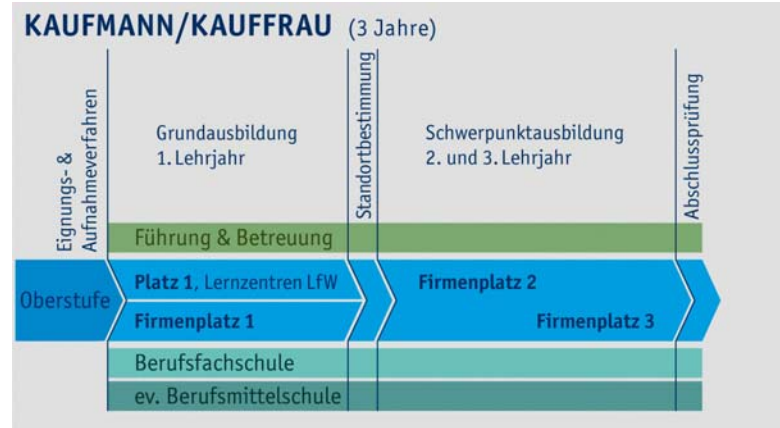 KAUFMANN/KAUFFRAU (3 Jahre)
Eignungs- &
Aufnahmeverfahren
Grundausbildung
1. Lehrjahr
Standortbestimmung
Schwerpunktausbildung
2. und 3. Lehrjahr
Abschlussprüfung
Führung & Betreuung
Oberstufe
Platz 1, Lernzentren LfW
Firmenplatz 1
Firmenplatz 2
Firmenplatz 3
Berufsfachschule
ev. Berufsmittelschule